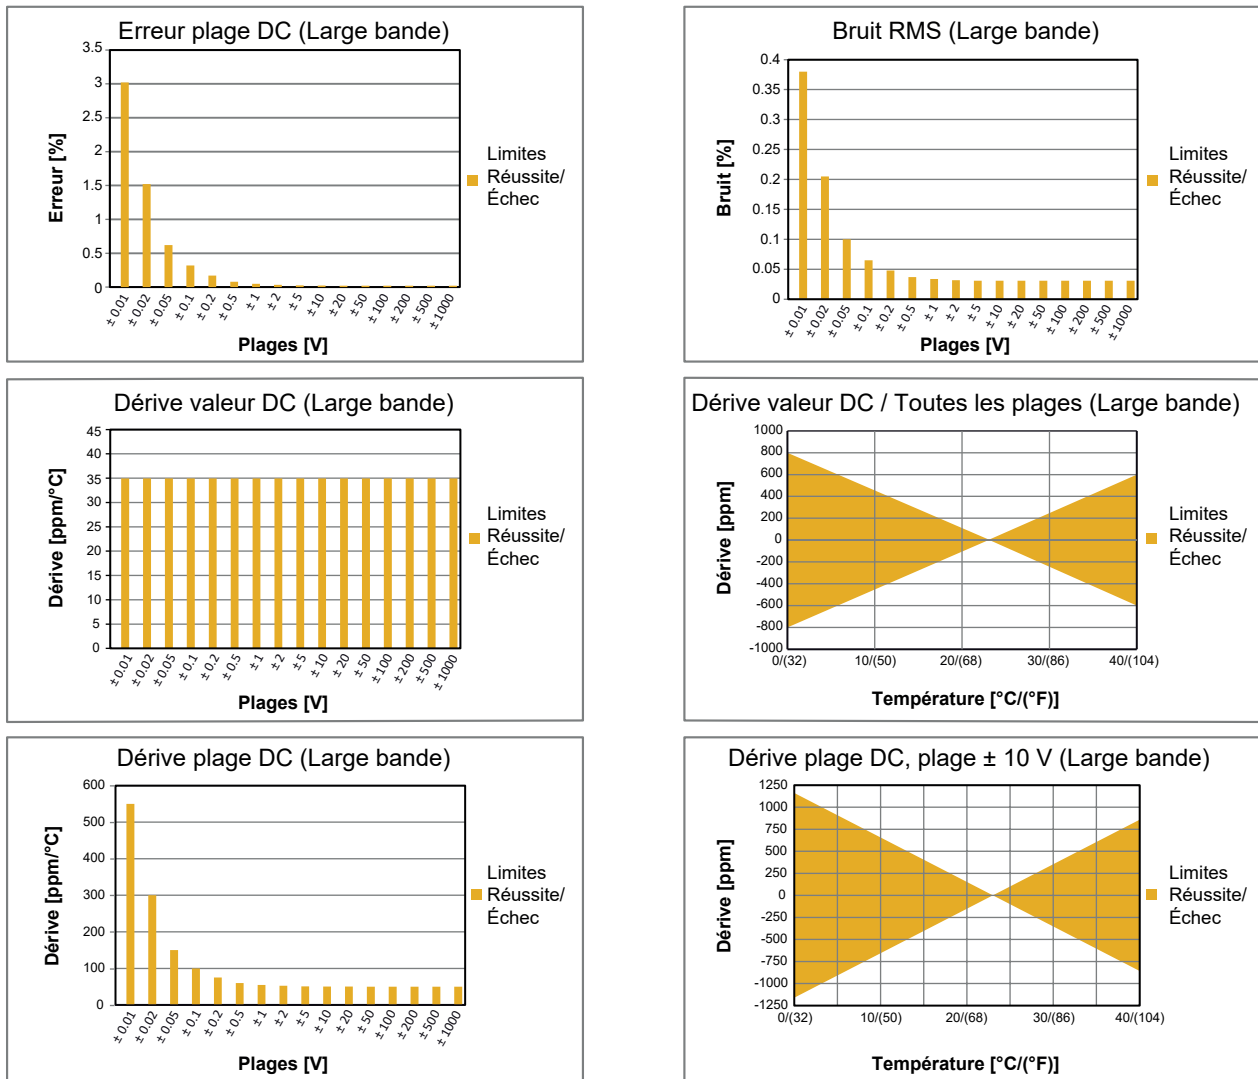 Erreur plage DC (Large bande)
3.5
3
2.5
2
1.5
1
0.5
0
Erreur [%]
± 0.01 ± 0.02 ± 0.05 ± 0.1 ± 0.2 ± 0.5 ± 1 ± 2 ± 5 ± 10 ± 20 ± 50 ± 100 ± 200 ± 500 ± 1000
Plages [V]
Limites
Réussite/
Échec
Bruit RMS (Large bande)
0.4
0.35
0.3
0.25
0.2
0.15
0.1
0.05
0
Bruit [%]
± 0.01 ± 0.02 ± 0.05 ± 0.1 ± 0.2 ± 0.5 ± 1 ± 2 ± 5 ± 10 ± 20 ± 50 ± 100 ± 200 ± 500 ± 1000
Plages [V]
Limites
Réussite/
Échec
Dérive valeur DC (Large bande)
45
40
35
30
25
20
15
10
5
0
Dérive [ppm/°C]
± 0.01 ± 0.02 ± 0.05 ± 0.1 ± 0.2 ± 0.5 ± 1 ± 2 ± 5 ± 10 ± 20 ± 50 ± 100 ± 200 ± 500 ± 1000
Plages [V]
Limites
Réussite/
Échec
Dérive valeur DC / Toutes les plages (Large bande)
1000
800
600
400
200
0
-200
-400
-600
-800
-1000
Dérive [ppm]
0/(32) 10/(50) 20/(68) 30/(86) 40/(104)
Température [°C/(°F)]
Limites
Réussite/
Échec
Dérive plage DC (Large bande)
600
500
400
300
200
100
0
Dérive [ppm/°C]
± 0.01 ± 0.02 ± 0.05 ± 0.1 ± 0.2 ± 0.5 ± 1 ± 2 ± 5 ± 10 ± 20 ± 50 ± 100 ± 200 ± 500 ± 1000
Plages [V]
Limites
Réussite/
Échec
Dérive plage DC, plage ± 10 V (Large bande)
1250
1000
750
500
250
0
-250
-500
-750
-1000
-1250
Dérive [ppm]
0/(32) 10/(50) 20/(68) 30/(86) 40/(104)
Température [°C/(°F)]
Limites
Réussite/
Échec